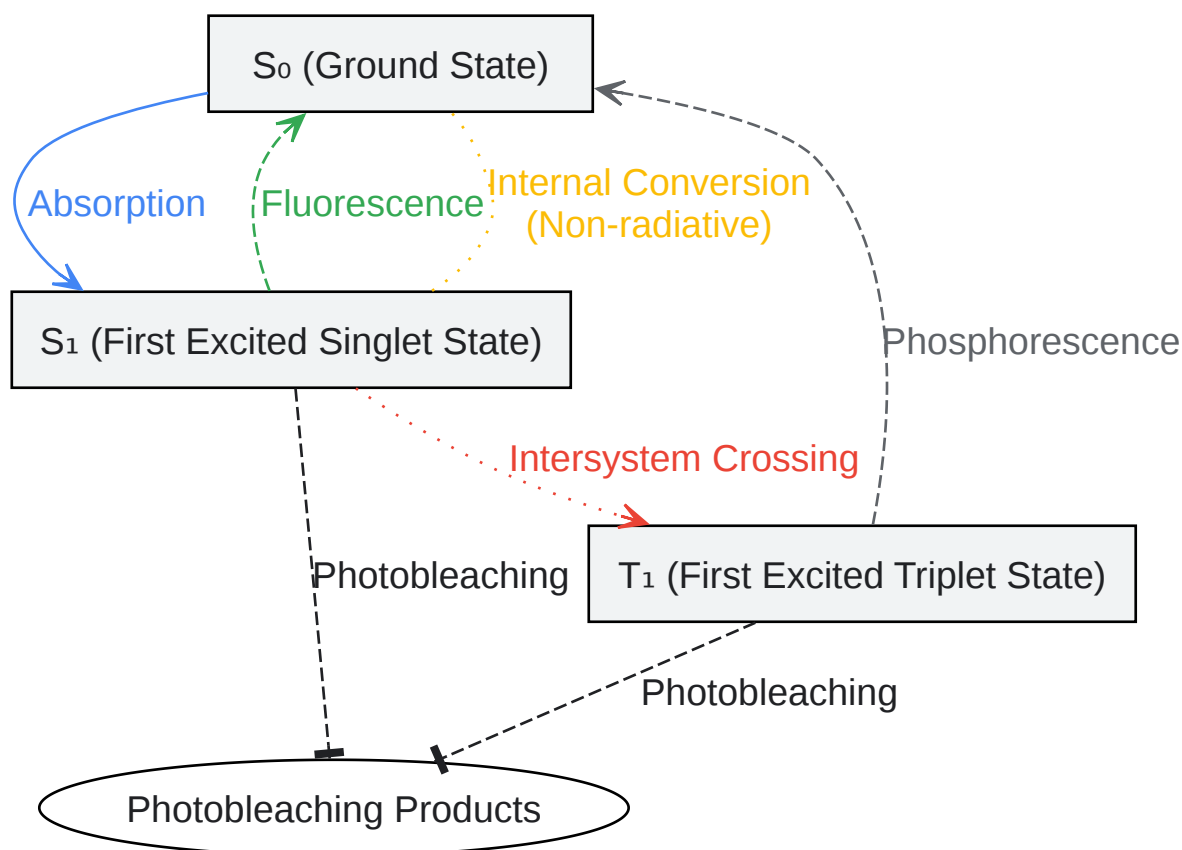 S₀ (Ground State)
Absorption
Fluorescence
Internal Conversion
(Non-radiative)
S₁ (First Excited Singlet State)
Phosphorescence
Intersystem Crossing
Photobleaching
T₁ (First Excited Triplet State)
Photobleaching
Photobleaching Products